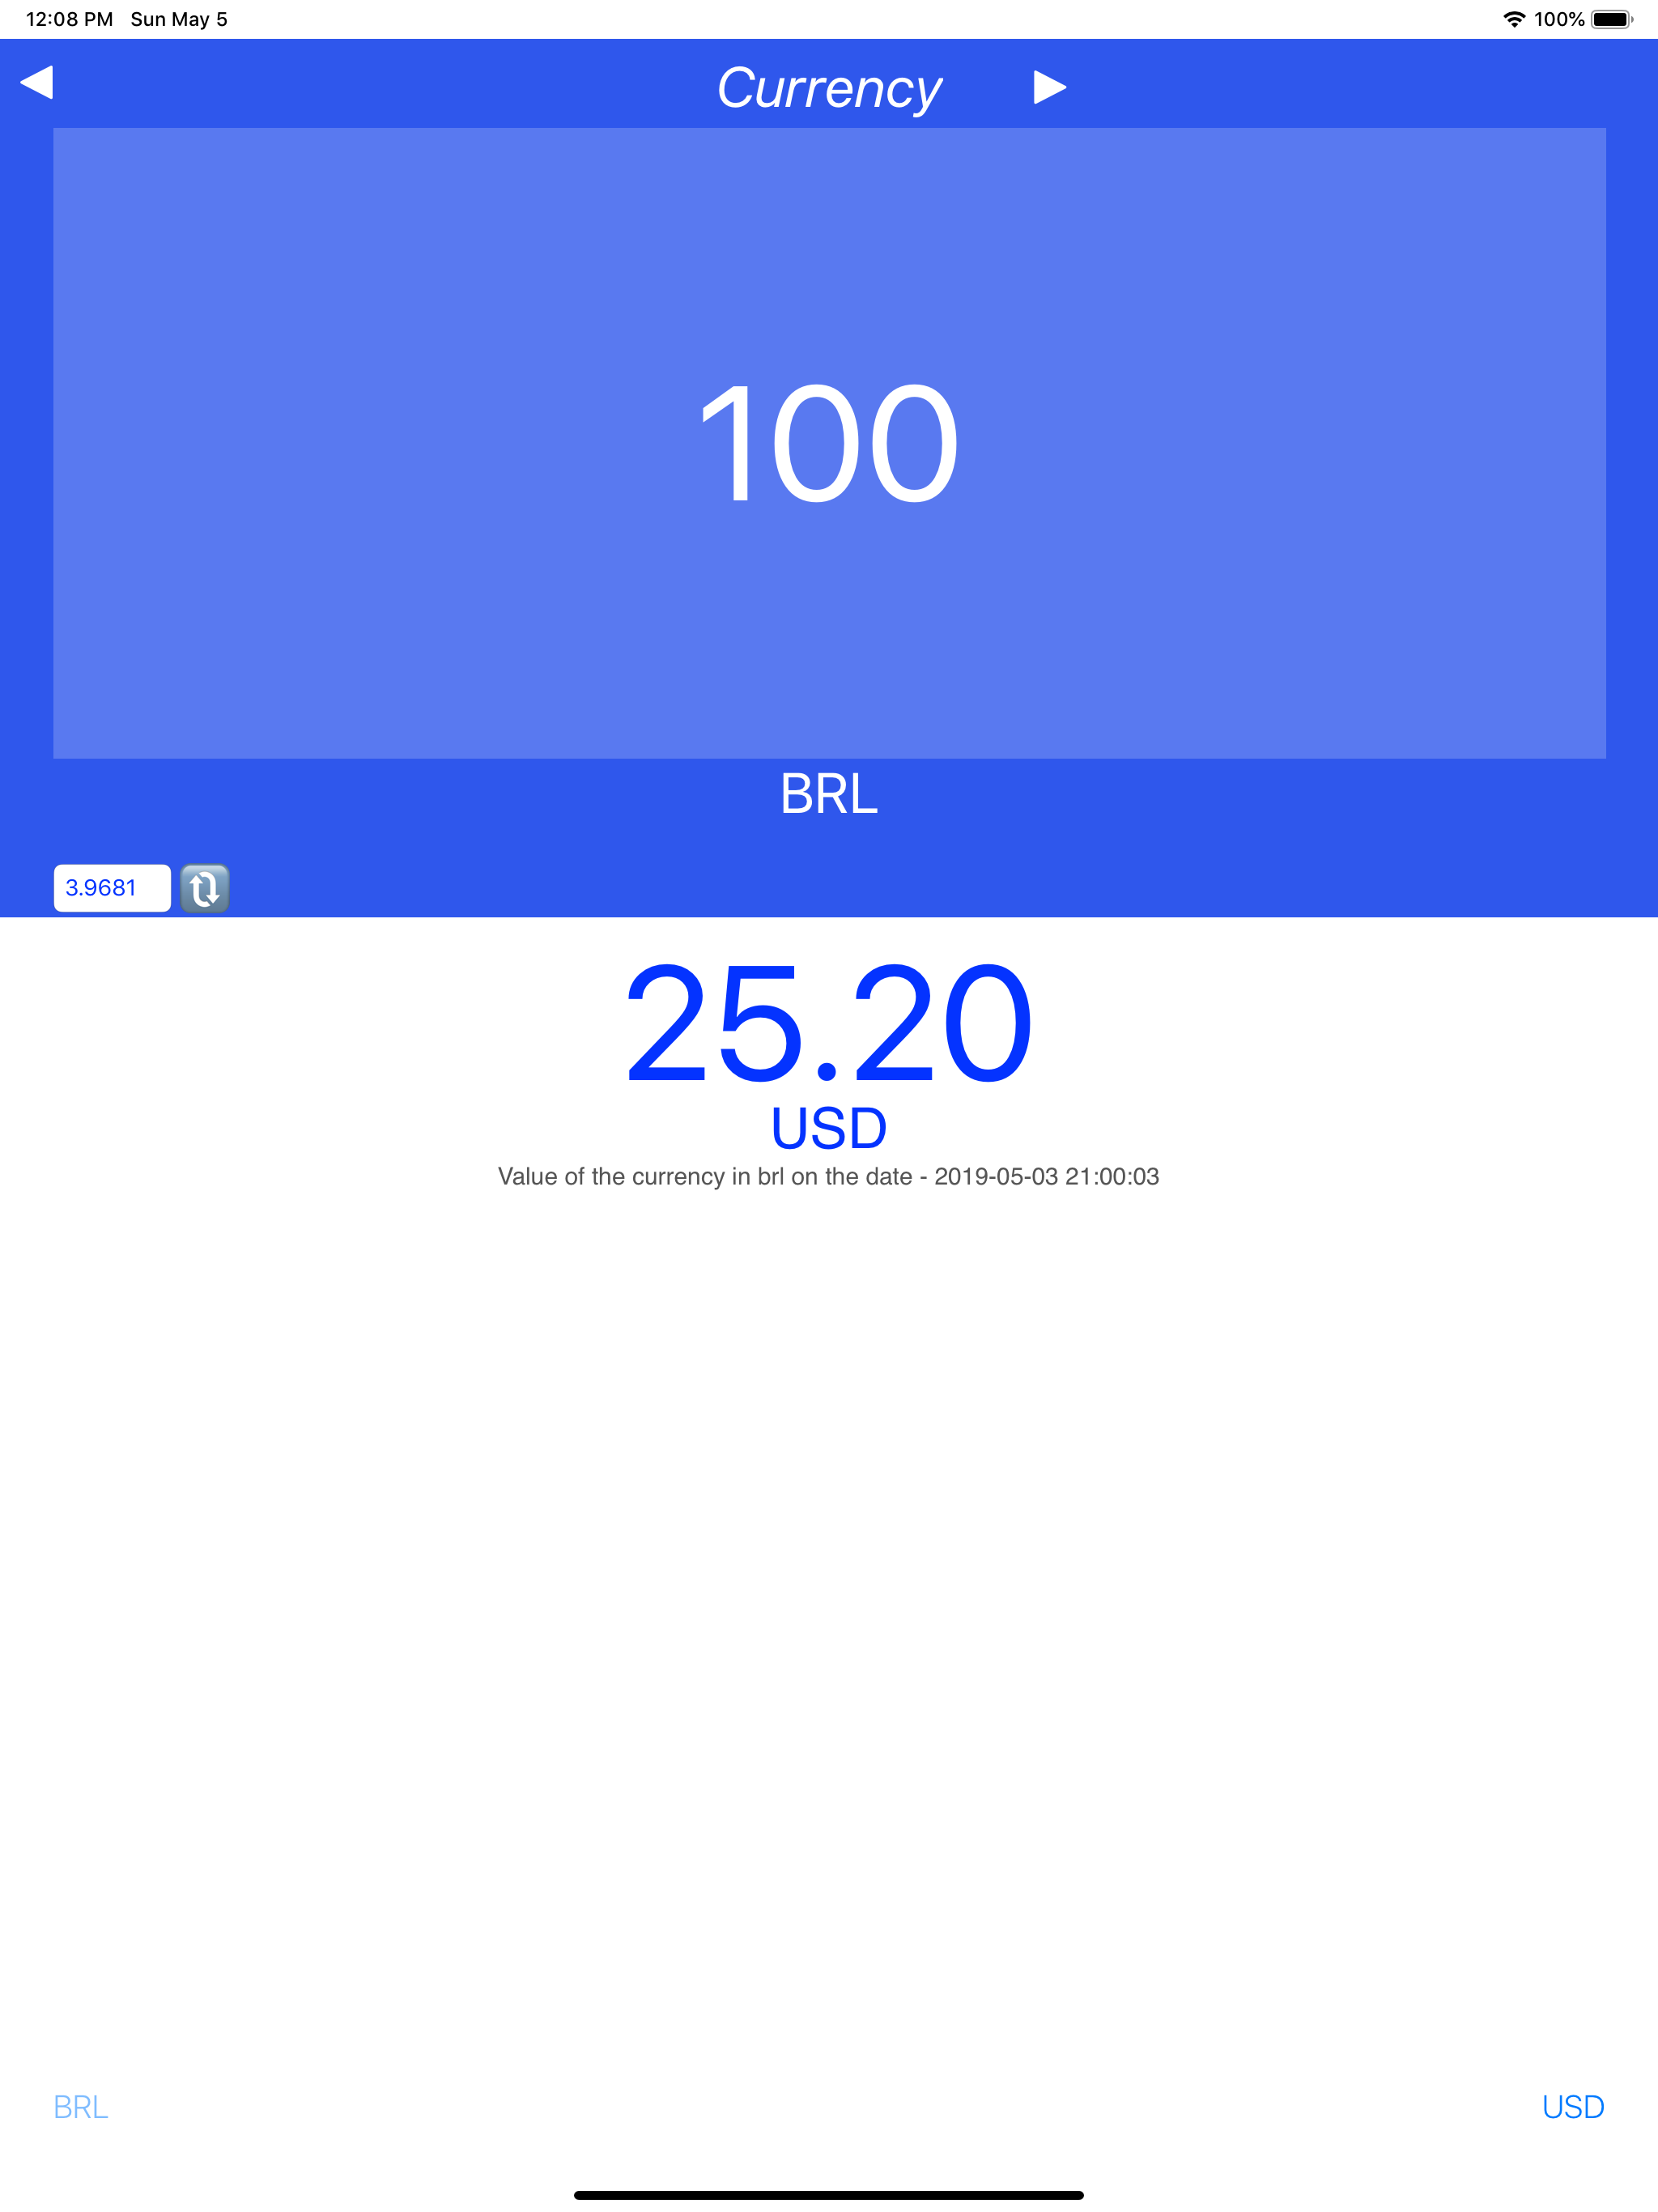 12:08 PM Sun May 5 100%
Currency
100
BRL
3.9681
25.20
USD
Value of the currency in brl on the date - 2019-05-03 21:00:03
BRL USD